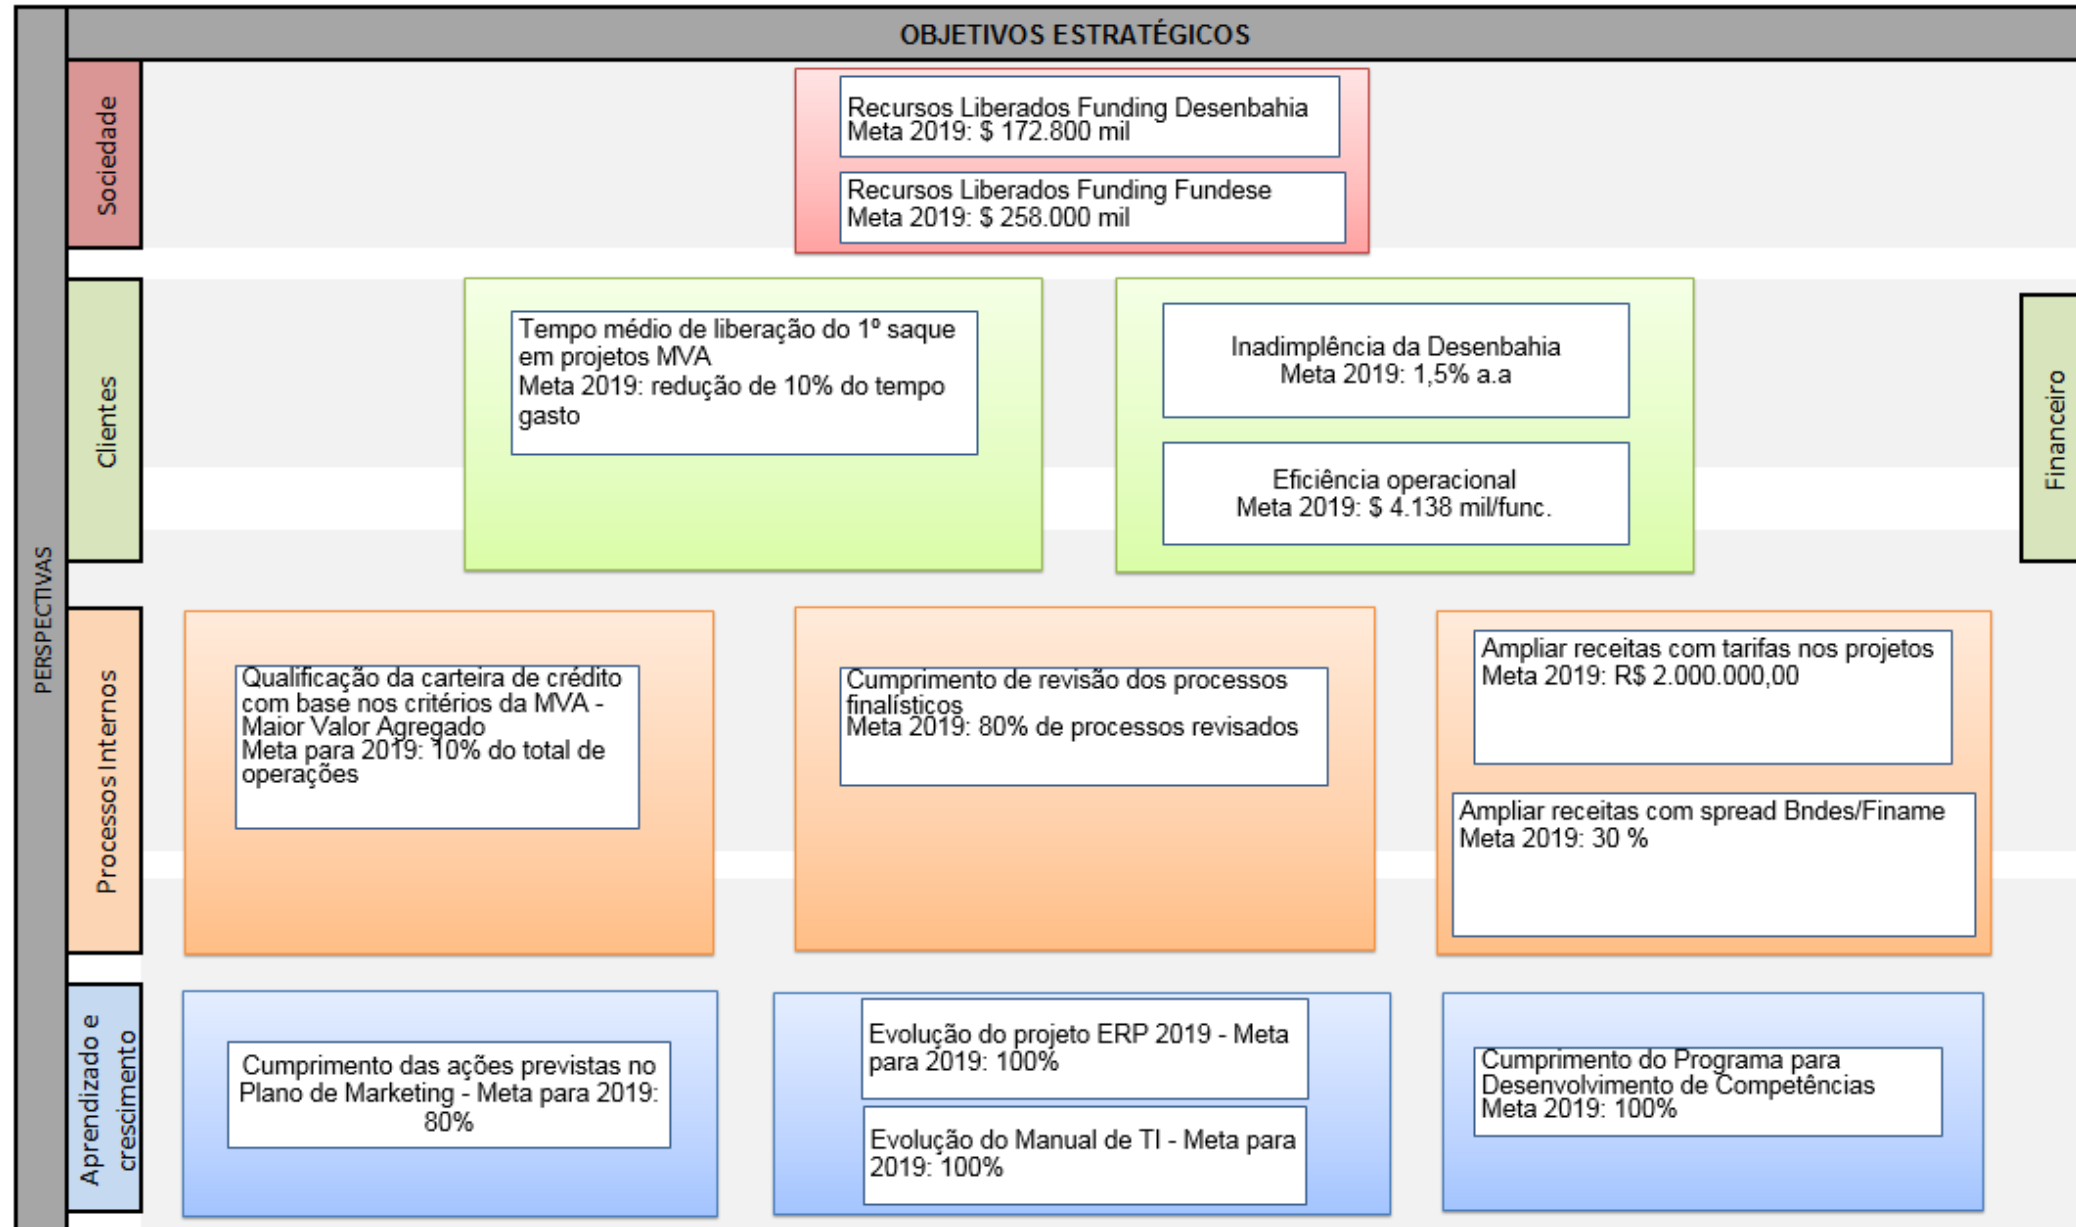 OBJETIVOS ESTRATÉGICOS
PERSPECTIVAS
Sociedade
Recursos Liberados Funding Desenbahia
Meta 2019: $ 172.800 mil
Recursos Liberados Funding Fundese
Meta 2019: $ 258.000 mil
Clientes
Tempo médio de liberação do 1º saque
em projetos MVA
Meta 2019: redução de 10% do tempo
gasto
Inadimplência da Desenbahia
Meta 2019: 1,5% a.a
Eficiência operacional
Meta 2019: $ 4.138 mil/func.
Financeiro
Processos Internos
Qualificação da carteira de crédito
com base nos critérios da MVA -
Maior Valor Agregado
Meta para 2019: 10% do total de
operações
Cumprimento de revisão dos processos
finalísticos
Meta 2019: 80% de processos revisados
Ampliar receitas com tarifas nos projetos
Meta 2019: R$ 2.000.000,00
Ampliar receitas com spread Bndes/Finame
Meta 2019: 30 %
Aprendizado e
crescimento
Cumprimento das ações previstas no
Plano de Marketing - Meta para 2019:
80%
Evolução do projeto ERP 2019 - Meta
para 2019: 100%
Evolução do Manual de TI - Meta para
2019: 100%
Cumprimento do Programa para
Desenvolvimento de Competências
Meta 2019: 100%